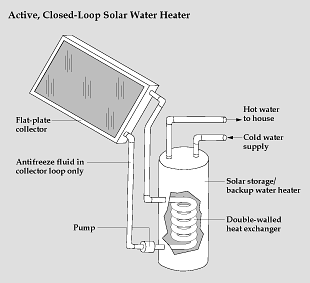 Active, Closed-Loop Solar Water Heater
Flat-plate
collector
Hot water
to house
Cold water
supply
Antifreeze fluid in
collector loop only
Solar storage/
backup water heater
Double-walled
heat exchanger
Pump